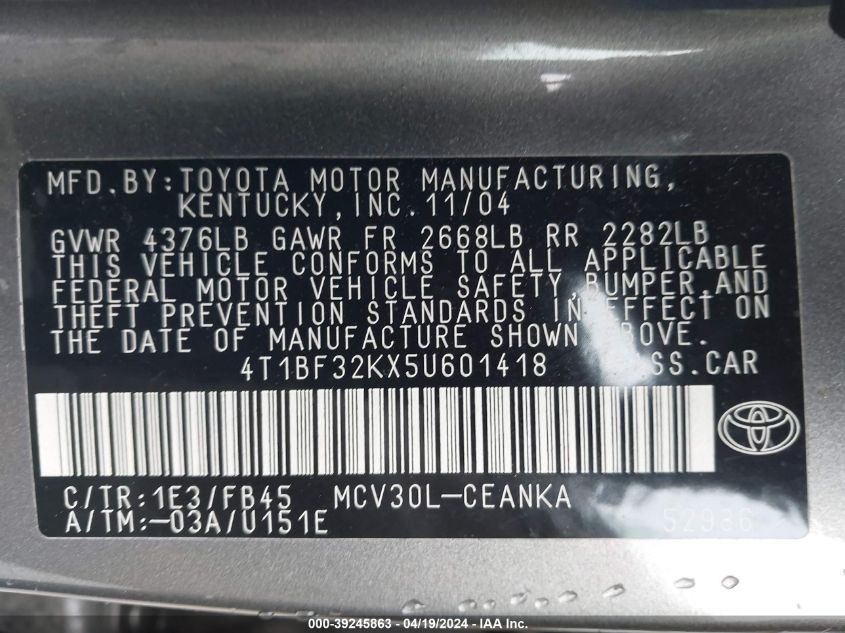 MFD.BY:TOYOTA MOTOR MANUFACTURING,
KENTUCKY,INC.11/04
GVWR 4376LB GAWR FR 2668LB RR 2282LB
THIS VEHICLE CONFORMS TO ALL APPLICABLE
FEDERAL MOTOR VEHICLE SAFETY,BUMPER,AND
THEFT PREVENTION STANDARDS IN EFFECT ON
THE DATE OF MANUFACTURE SHOWN ABOVE.
4T1BF32KX5U601418 SS.CAR
C/TR:1E3/FB45 MCV30L-CEANKA
A/TM:-03A/U151E 52936
000-39245863 - 04/19/2024 - IAA Inc.